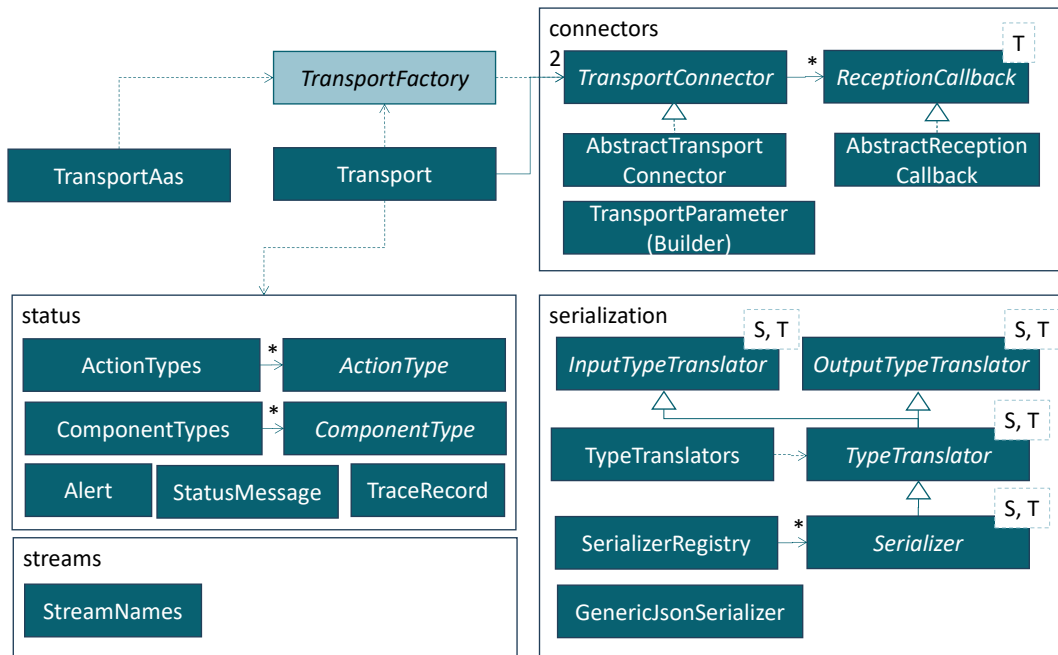 connectors
T
2
TransportFactory
TransportConnector
*
ReceptionCallback
TransportAas
Transport
AbstractTransport
Connector
AbstractReception
Callback
TransportParameter
(Builder)
status
ActionTypes
*
ActionType
ComponentTypes
*
ComponentType
Alert
StatusMessage
TraceRecord
streams
StreamNames
serialization
S, T
S, T
InputTypeTranslator
OutputTypeTranslator
S, T
TypeTranslators
TypeTranslator
S, T
SerializerRegistry
*
Serializer
GenericJsonSerializer